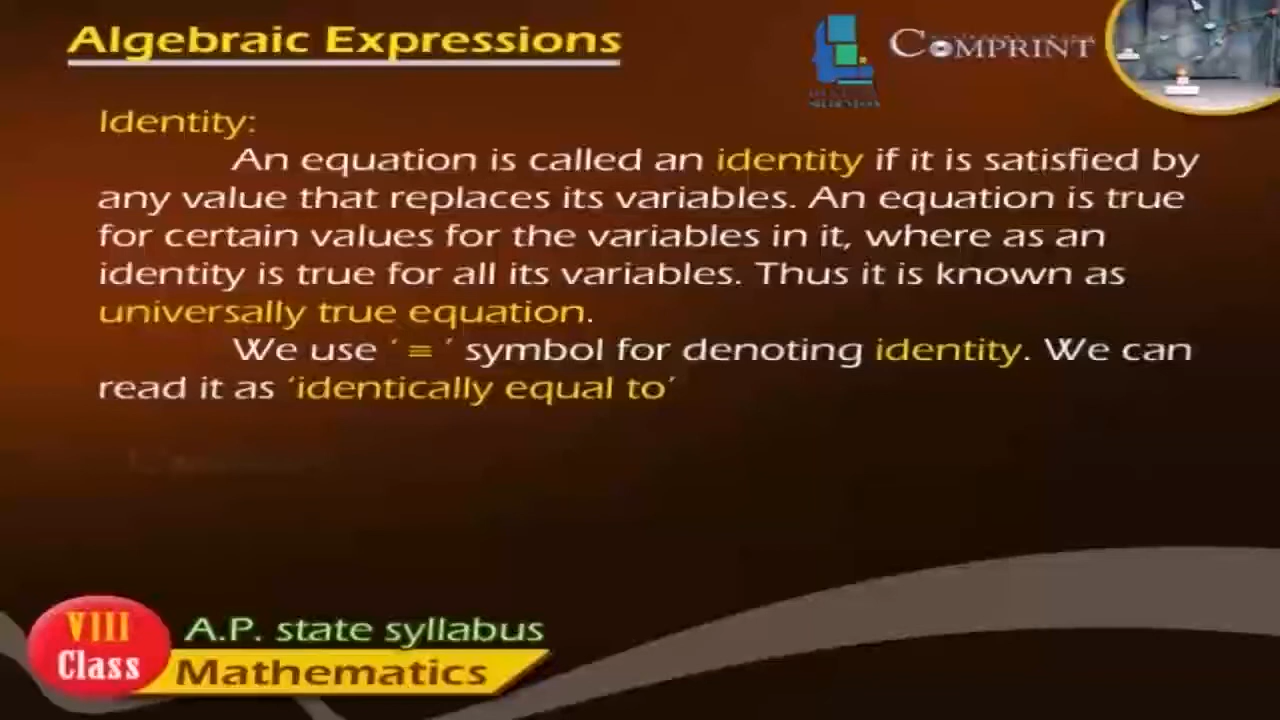 Algebraic Expressions
COMPRINT
Identity:
An equation is called an identity if it is satisfied by
any value that replaces its variables. An equation is true
for certain values for the variables in it, where as an
identity is true for all its variables. Thus it is known as
universally true equation.
We use ‘ ≡ ’ symbol for denoting identity. We can
read it as ‘identically equal to’
VIII
Class
A.P. state syllabus
Mathematics